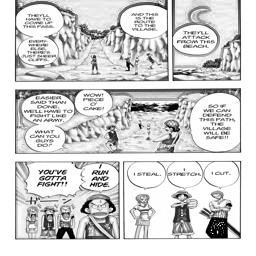 THEY'LL
HAVE TO
COME UP
THIS PASS.
EVERY-
WHERE
ELSE,
THERE'S
JUST SHEER
CLIFF.
AND THIS
IS THE
ROUTE
TO THE
VILLAGE.
THEY'LL
ATTACK
FROM THIS
BEACH.
EASIER
SAID THAN
DONE.
WE'LL HAVE TO
FIGHT LIKE
AN ARMY.
WHAT
CAN YOU
GUYS
DO?
WOW!
PIECE
O'
CAKE!
SO IF
WE CAN
DEFEND
THIS PATH,
THE
VILLAGE
WILL BE
SAFE!!
YOU'VE
GOTTA
FIGHT!!
I
RUN
AND
HIDE.
I STEAL.
I
STRETCH.
I CUT.